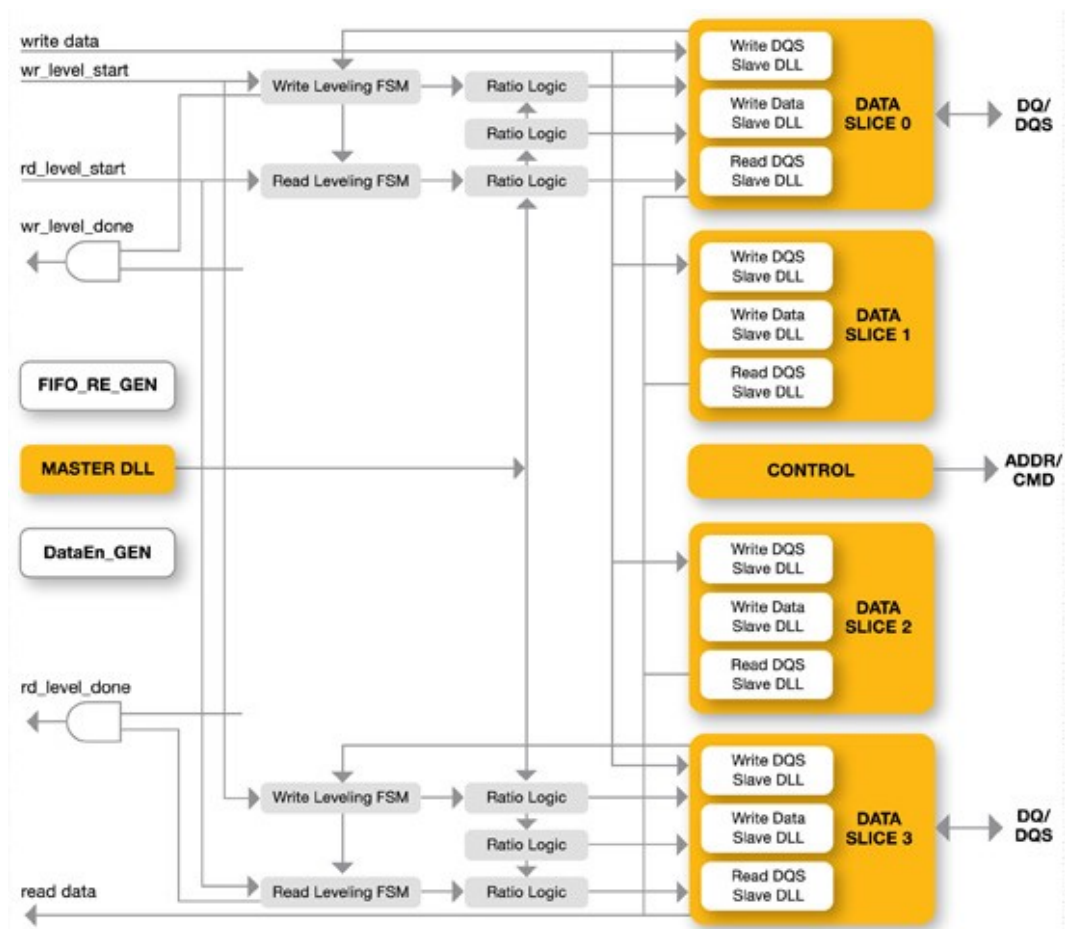 write data
wr_level_start
rd_level_start
wr_level_done
Write Leveling FSM
Ratio Logic
Ratio Logic
Read Leveling FSM
Ratio Logic
Write DQS
Slave DLL
Write Data
Slave DLL
Read DQS
Slave DLL
DATA
SLICE 0
DQ/
DQS
Write DQS
Slave DLL
Write Data
Slave DLL
Read DQS
Slave DLL
DATA
SLICE 1
FIFO_RE_GEN
MASTER DLL
DataEn_GEN
CONTROL
ADDR/
CMD
Write DQS
Slave DLL
Write Data
Slave DLL
Read DQS
Slave DLL
DATA
SLICE 2
rd_level_done
Write Leveling FSM
Ratio Logic
Ratio Logic
Read Leveling FSM
Ratio Logic
Write DQS
Slave DLL
Write Data
Slave DLL
Read DQS
Slave DLL
DATA
SLICE 3
DQ/
DQS
read data